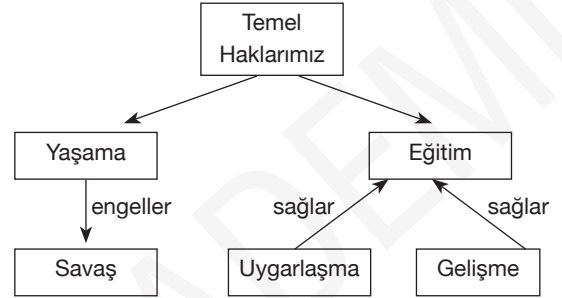 Temel
Haklarımız
Yaşama
Eğitim
engeller
sağlar
sağlar
Savaş
Uygarlaşma
Gelişme